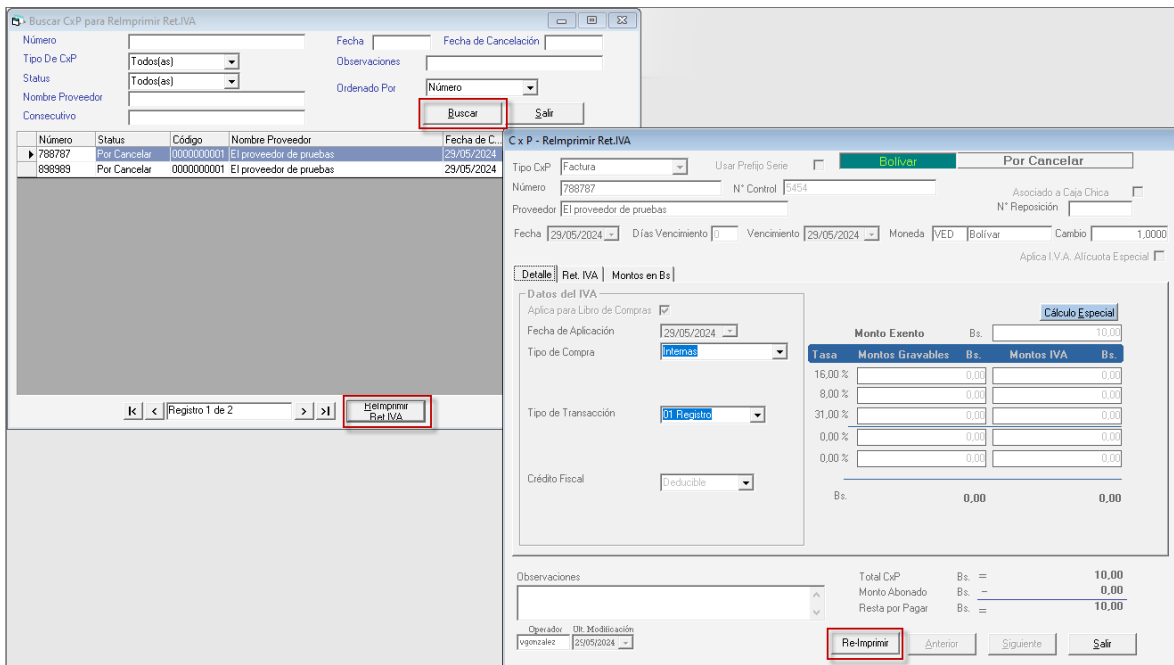 Buscar CxP para ReImprimir Ret.IVA
Número
Fecha
Fecha de Cancelación
Tipo De CxP
Todos(as)
Observaciones
Status
Todos(as)
Ordenado Por
Número
Nombre Proveedor
Consecutivo
Buscar
Salir
Número Status Código Nombre Proveedor Fecha de C...
788787 Por Cancelar 0000000001 El proveedor de pruebas 29/05/2024
898989 Por Cancelar 0000000001 El proveedor de pruebas 29/05/2024
Registro 1 de 2
ReImprimir
Ret.IVA
C x P - ReImprimir Ret.IVA
Tipo CxP Factura Usar Prefijo Serie Bolívar Por Cancelar
Número 788787 N° Control 5454 Asociado a Caja Chica
Proveedor El proveedor de pruebas N° Reposición
Fecha 29/05/2024 Días Vencimiento 0 Vencimiento 29/05/2024 Moneda VED Bolívar Cambio 1,0000
Aplica I.V.A. Alícuota Especial
Detalle Ret. IVA Montos en Bs
Datos del IVA
Aplica para Libro de Compras
Fecha de Aplicación 29/05/2024
Tipo de Compra Internas
Tipo de Transacción 01 Registro
Crédito Fiscal Deducible
Cálculo Especial
Monto Exento Bs. 10,00
Tasa Montos Gravables Bs. Montos IVA Bs.
16,00 % 0,00 0,00
8,00 % 0,00 0,00
31,00 % 0,00 0,00
0,00 % 0,00 0,00
0,00 % 0,00 0,00
Bs. 0,00 0,00
Observaciones
Total CxP Bs. = 10,00
Monto Abonado Bs. − 0,00
Resta por Pagar Bs. = 10,00
Operador Ult. Modificación
vgonzalez 29/05/2024
Re-Imprimir Anterior Siguiente Salir